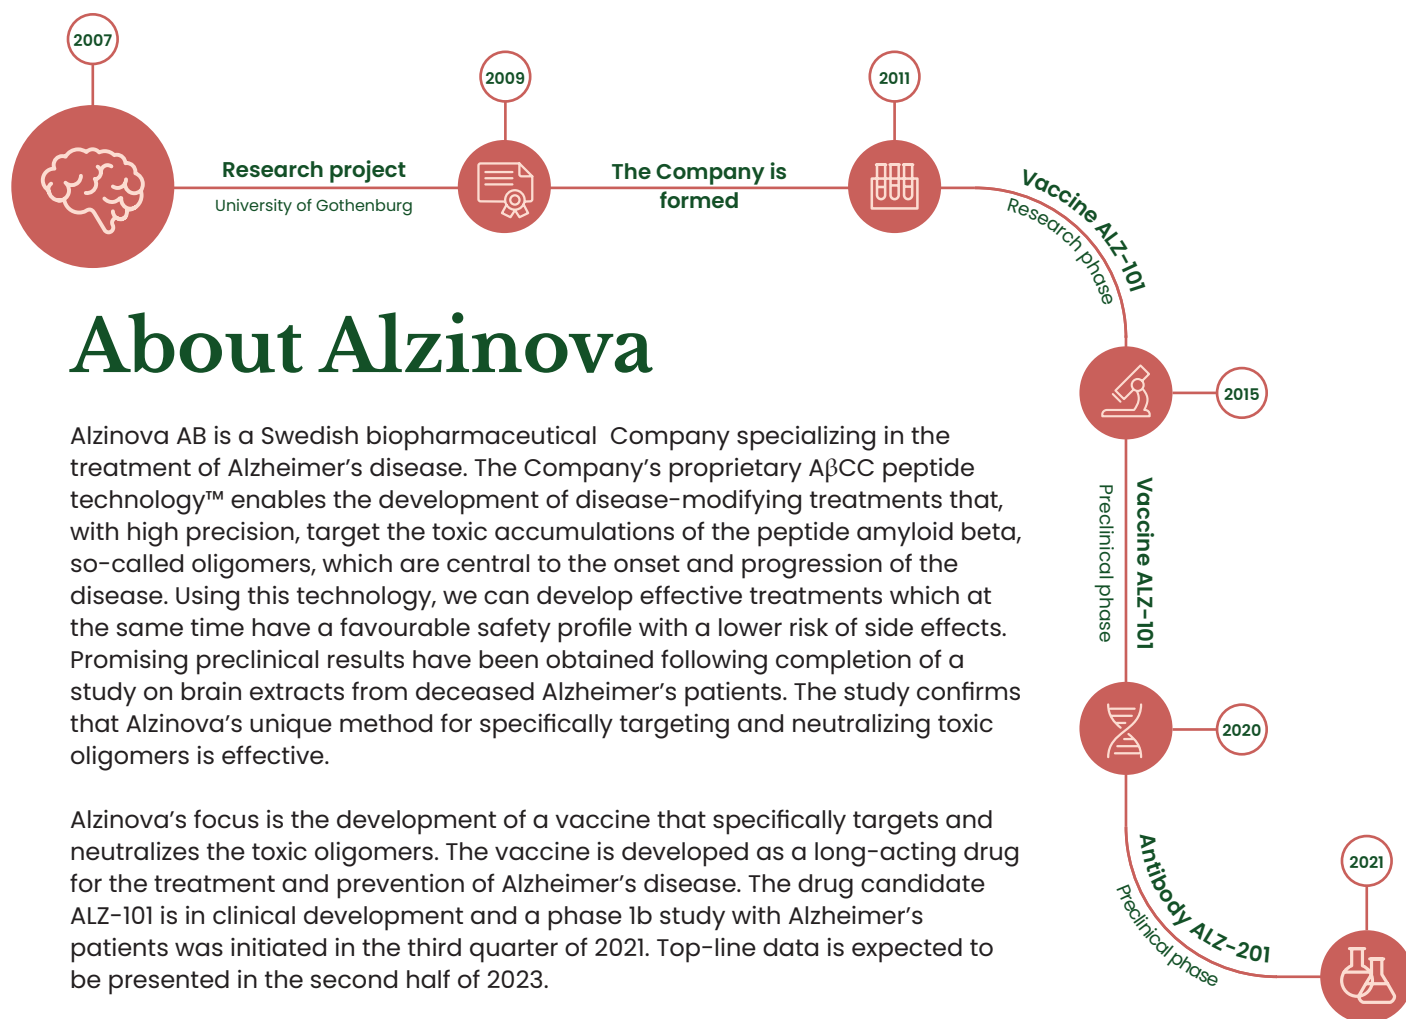 2007
2009
2011
Research project
University of Gothenburg
The Company is
formed
Vaccine ALZ-101
Research phase
2015
Vaccine ALZ-101
Preclinical phase
2020
Antibody ALZ-201
Preclinical phase
2021
About Alzinova
Alzinova AB is a Swedish biopharmaceutical  Company specializing in the
treatment of Alzheimer’s disease. The Company’s proprietary AβCC peptide
technology™ enables the development of disease-modifying treatments that,
with high precision, target the toxic accumulations of the peptide amyloid beta,
so-called oligomers, which are central to the onset and progression of the
disease. Using this technology, we can develop effective treatments which at
the same time have a favourable safety profile with a lower risk of side effects.
Promising preclinical results have been obtained following completion of a
study on brain extracts from deceased Alzheimer’s patients. The study confirms
that Alzinova’s unique method for specifically targeting and neutralizing toxic
oligomers is effective.
Alzinova’s focus is the development of a vaccine that specifically targets and
neutralizes the toxic oligomers. The vaccine is developed as a long-acting drug
for the treatment and prevention of Alzheimer’s disease. The drug candidate
ALZ-101 is in clinical development and a phase 1b study with Alzheimer’s
patients was initiated in the third quarter of 2021. Top-line data is expected to
be presented in the second half of 2023.